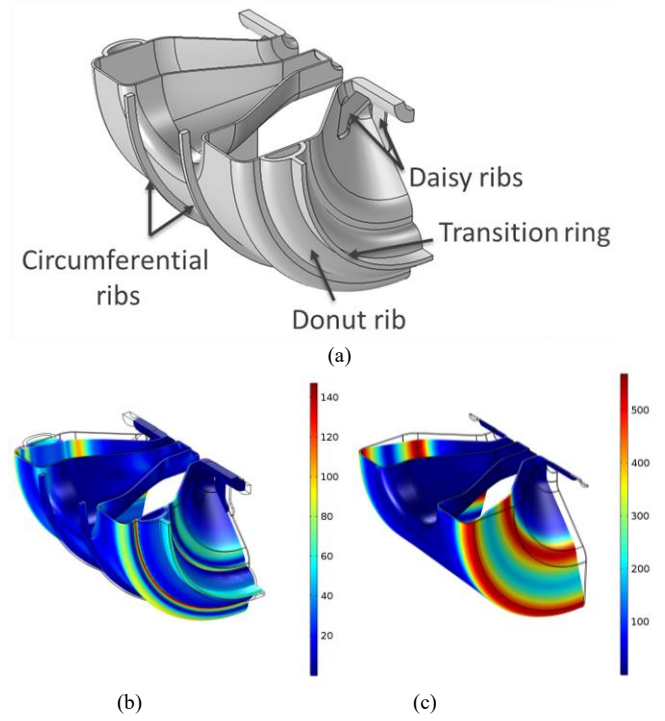 Daisy ribs
Transition ring
Circumferential
ribs
Donut rib
(a)
140
120
100
80
60
40
20
500
400
300
200
100
(b)
(c)